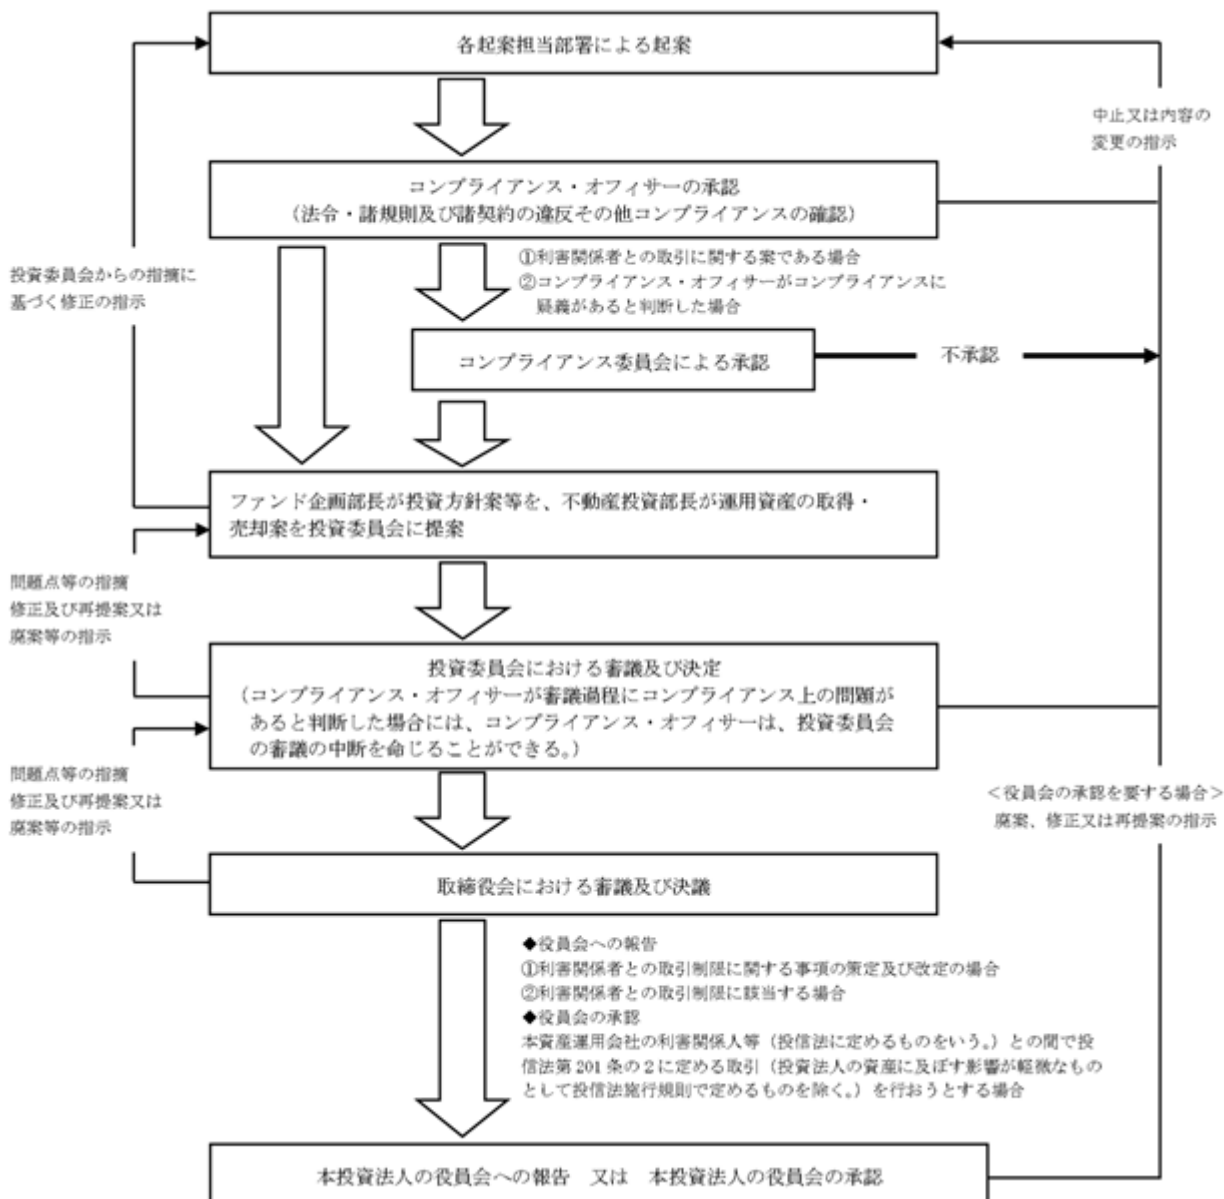 各起案担当部署による起案
中止又は内容の
変更の指示
コンプライアンス・オフィサーの承認
（法令・諸規則及び諸契約の違反その他コンプライアンスの確認）
①利害関係者との取引に関する案である場合
②コンプライアンス・オフィサーがコンプライアンスに
疑義があると判断した場合
投資委員会からの指摘に
基づく修正の指示
コンプライアンス委員会による承認
不承認
ファンド企画部長が投資方針案等を、不動産投資部長が運用資産の取得・
売却案を投資委員会に提案
問題点等の指摘
修正及び再提案又は
廃案等の指示
投資委員会における審議及び決定
（コンプライアンス・オフィサーが審議過程にコンプライアンス上の問題が
あると判断した場合には、コンプライアンス・オフィサーは、投資委員会
の審議の中断を命じることができる。）
問題点等の指摘
修正及び再提案又は
廃案等の指示
＜役員会の承認を要する場合＞
廃案、修正又は再提案の指示
取締役会における審議及び決議
◆役員会への報告
①利害関係者との取引制限に関する事項の策定及び改定の場合
②利害関係者との取引制限に該当する場合
◆役員会の承認
本資産運用会社の利害関係人等（投信法に定めるものをいう。）との間で投
信法第 201 条の２に定める取引（投資法人の資産に及ぼす影響が軽微なもの
として投信法施行規則で定めるものを除く。）を行おうとする場合
本投資法人の役員会への報告　又は　本投資法人の役員会の承認